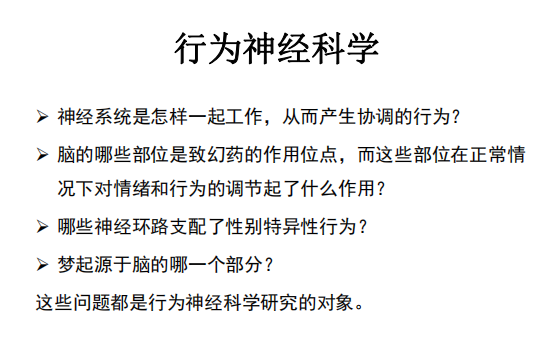 行为神经科学
➢ 神经系统是怎样一起工作，从而产生协调的行为？
➢ 脑的哪些部位是致幻药的作用位点，而这些部位在正常情
况下对情绪和行为的调节起了什么作用？
➢ 哪些神经环路支配了性别特异性行为？
➢ 梦起源于脑的哪一个部分？
这些问题都是行为神经科学研究的对象。